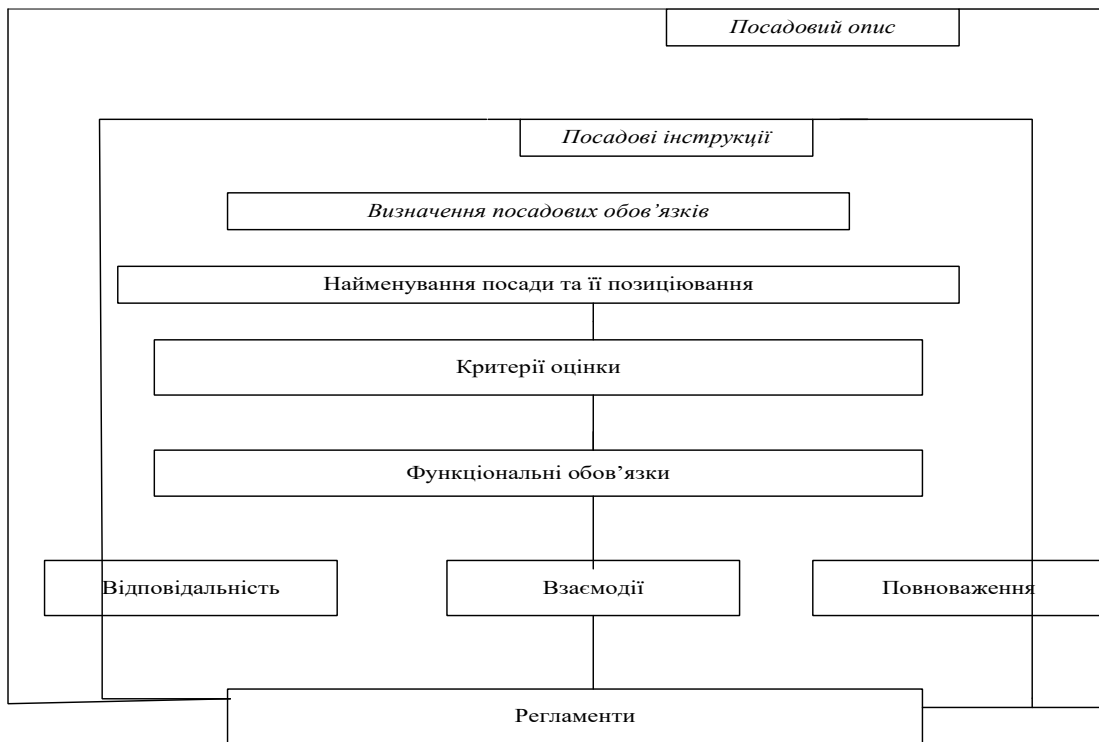 Посадовий опис
Посадові інструкції
Визначення посадових обов’язків
Найменування посади та її позиціювання
Критерії оцінки
Функціональні обов’язки
Відповідальність
Взаємодії
Повноваження
Регламенти